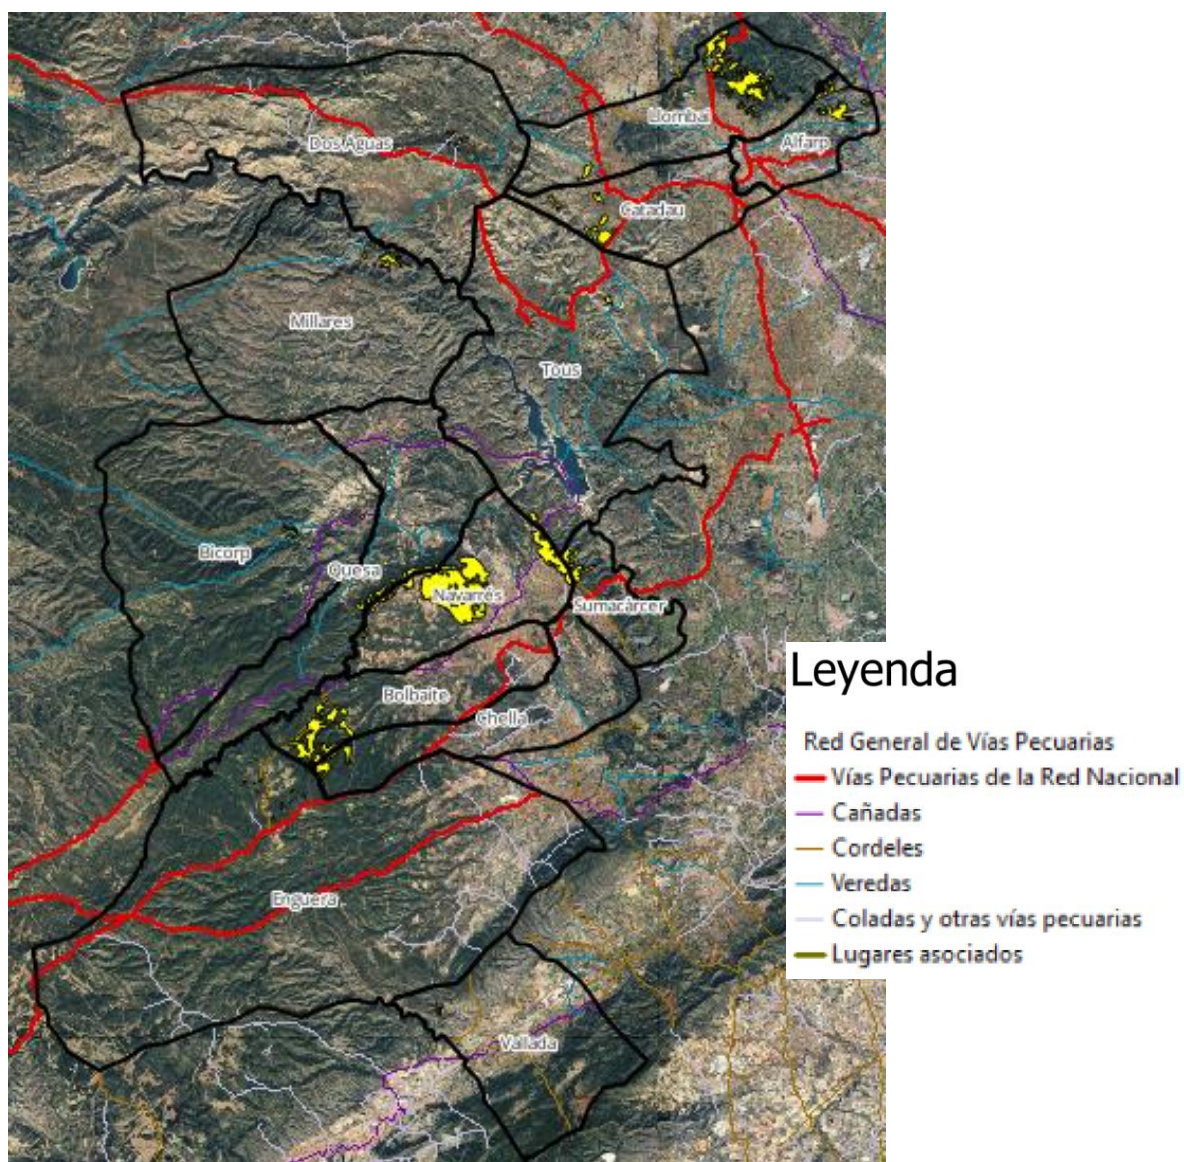 Llombai
Alfarp
Dos Aguas
Catadau
Millares
Tous
Bicorp
Quesa
Navarrés
Sumacàrcer
Bolbaite
Chella
Enguera
Vallada
Leyenda
Red General de Vías Pecuarias
Vías Pecuarias de la Red Nacional
Cañadas
Cordeles
Veredas
Coladas y otras vías pecuarias
Lugares asociados